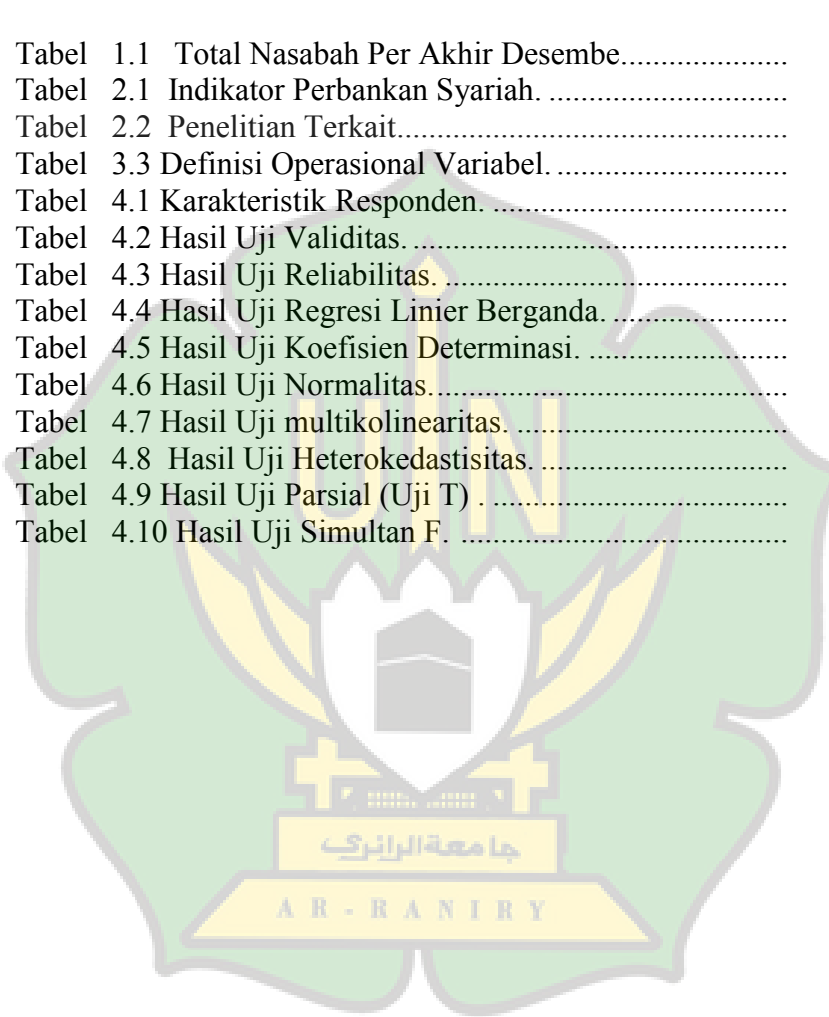 Tabel 1.1 Total Nasabah Per Akhir Desembe...................
Tabel 2.1 Indikator Perbankan Syariah. ..............................
Tabel 2.2 Penelitian Terkait.................................................
Tabel 3.3 Definisi Operasional Variabel. .............................
Tabel 4.1 Karakteristik Responden. .....................................
Tabel 4.2 Hasil Uji Validitas. ...............................................
Tabel 4.3 Hasil Uji Reliabilitas. ...........................................
Tabel 4.4 Hasil Uji Regresi Linier Berganda. ......................
Tabel 4.5 Hasil Uji Koefisien Determinasi. .........................
Tabel 4.6 Hasil Uji Normalitas.............................................
Tabel 4.7 Hasil Uji multikolinearitas. ..................................
Tabel 4.8 Hasil Uji Heterokedastisitas. ...............................
Tabel 4.9 Hasil Uji Parsial (Uji T) . .....................................
Tabel 4.10 Hasil Uji Simultan F. .........................................
UIN
جامعةالرانري
AR-RANIRY